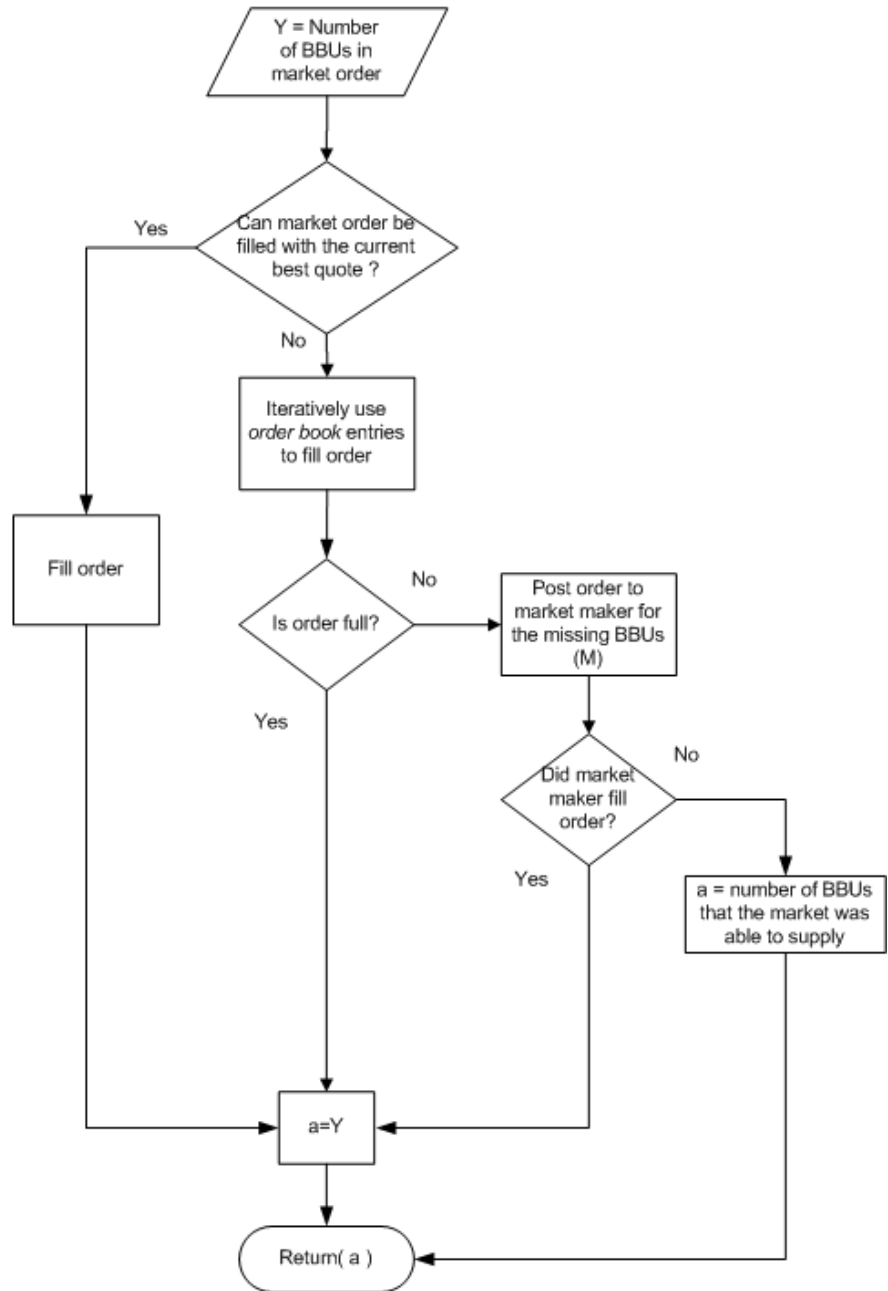 Y = Number
of BBUs in
market order
Can market order be
filled with the current
best quote ?
Yes
No
Iteratively use
order book entries
to fill order
Fill order
Is order full?
No
Post order to
market maker for
the missing BBUs
(M)
Yes
Did market
maker fill
order?
No
Yes
a = number of BBUs
that the market was
able to supply
a=Y
Return( a )